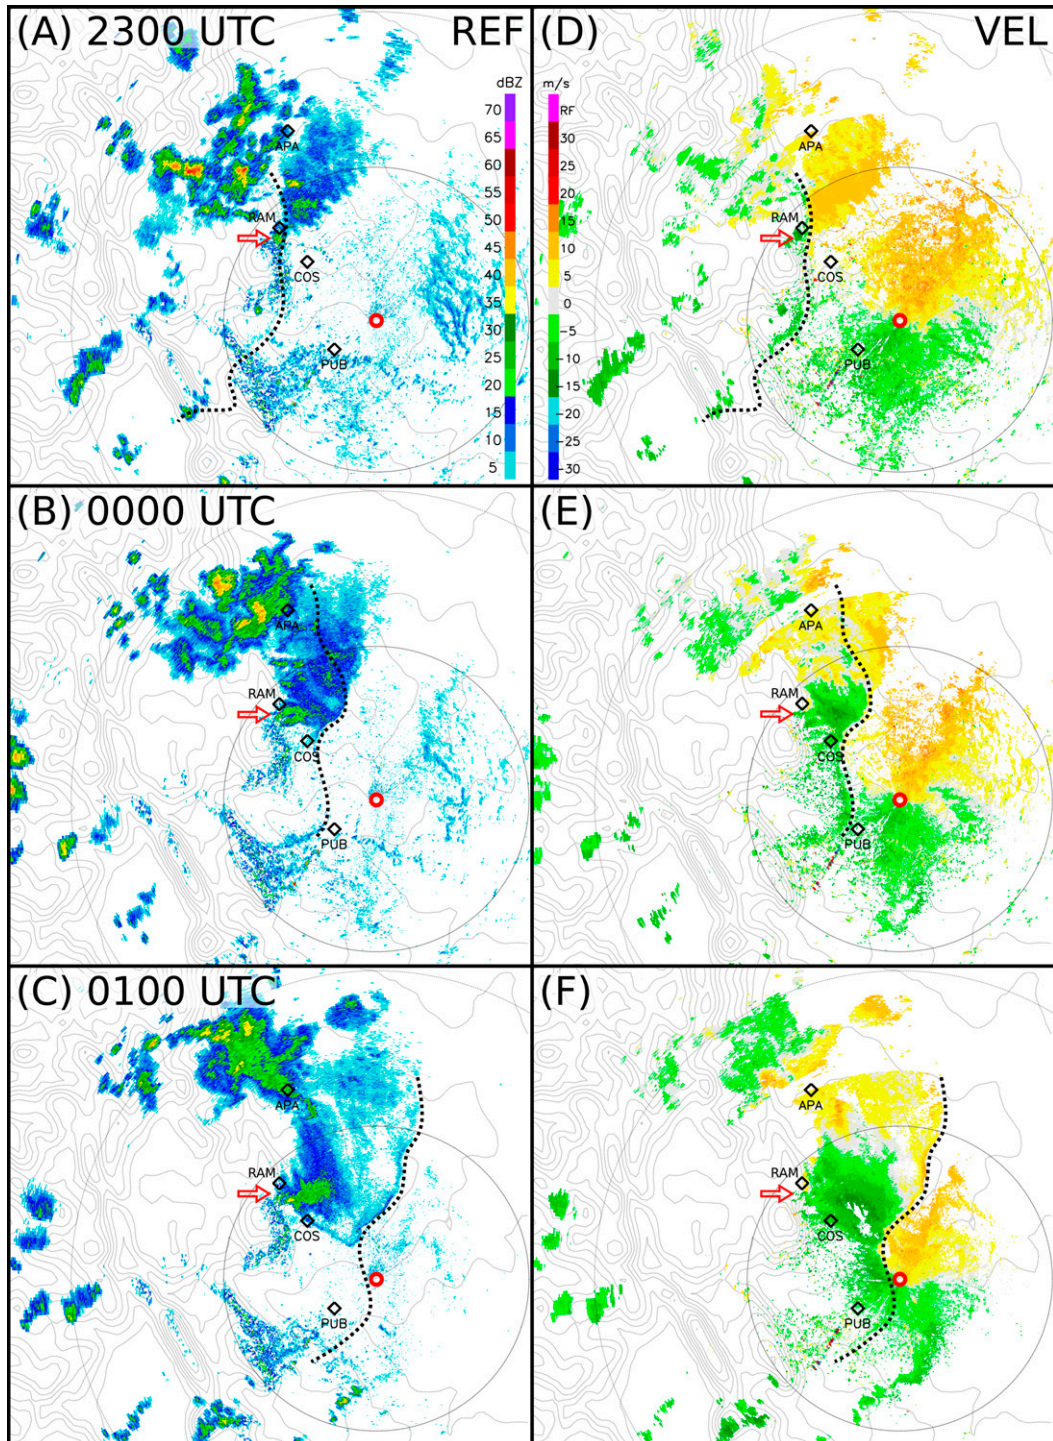 (A) 2300 UTC REF
(D) VEL
dBZ
70
65
60
55
50
45
40
35
30
25
20
15
10
5
m/s
RF
30
25
20
15
10
5
0
-5
-10
-15
-20
-25
-30
APA
RAM
COS
PUB
APA
RAM
COS
PUB
(B) 0000 UTC
(E)
APA
RAM
COS
PUB
APA
RAM
COS
PUB
(C) 0100 UTC
(F)
APA
RAM
COS
PUB
APA
RAM
COS
PUB